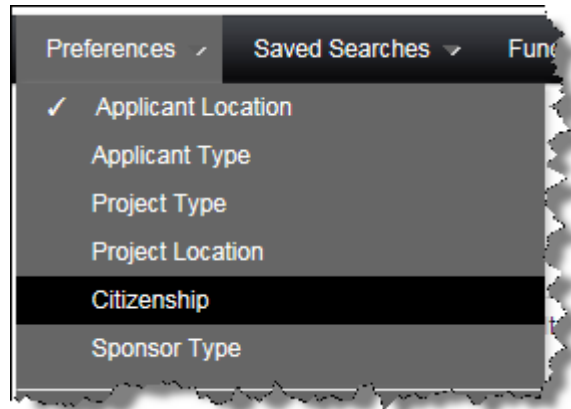 Preferences Saved Searches
✓ Applicant Location
Applicant Type
Project Type
Project Location
Citizenship
Sponsor Type